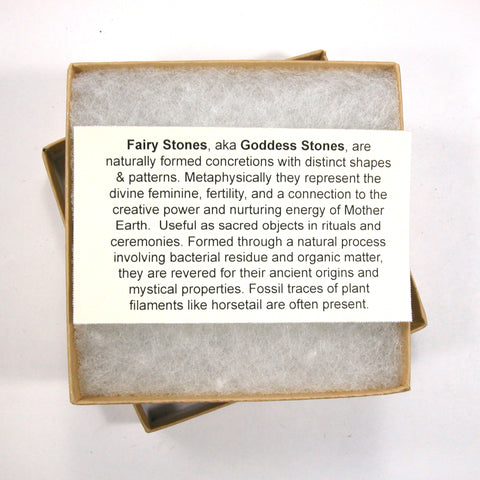 Fairy Stones, aka Goddess Stones, are
naturally formed concretions with distinct shapes
& patterns. Metaphysically they represent the
divine feminine, fertility, and a connection to the
creative power and nurturing energy of Mother
Earth.  Useful as sacred objects in rituals and
ceremonies. Formed through a natural process
involving bacterial residue and organic matter,
they are revered for their ancient origins and
mystical properties. Fossil traces of plant
filaments like horsetail are often present.